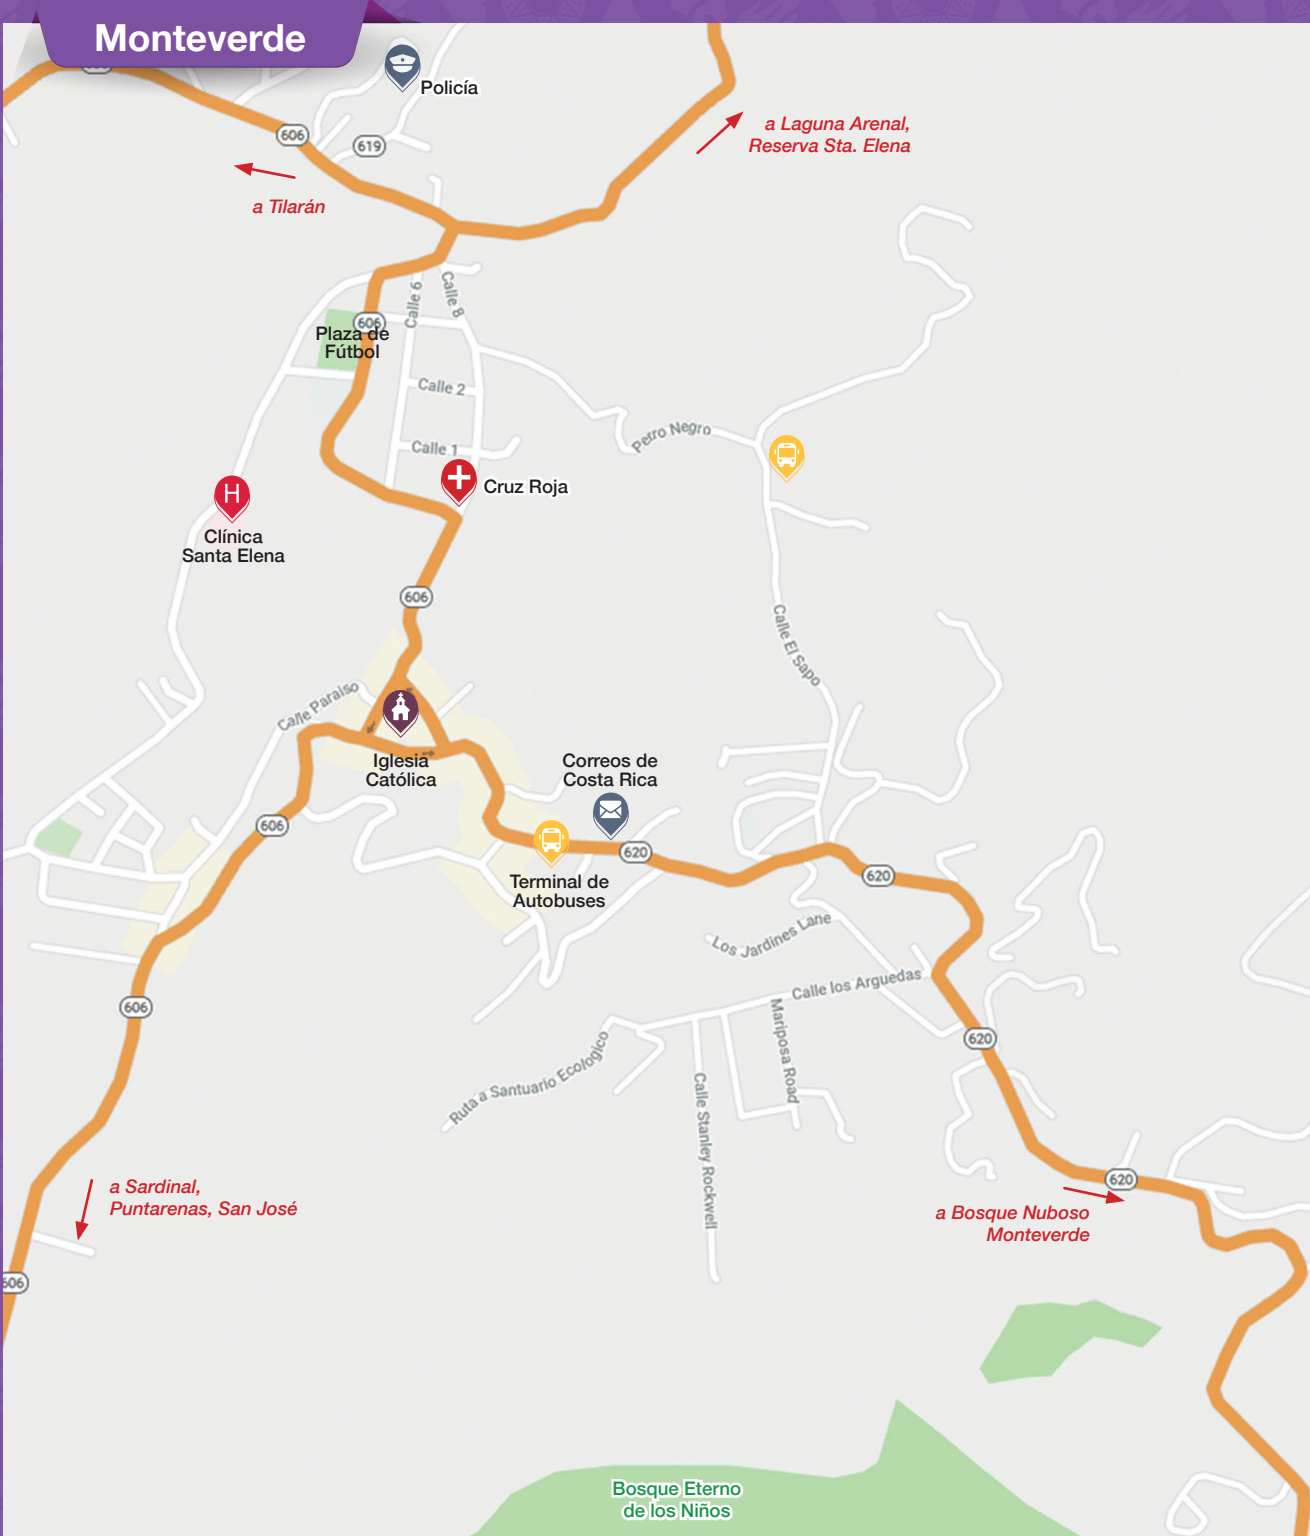 Monteverde
Policía
606
619
a Laguna Arenal,
Reserva Sta. Elena
a Tilarán
Calle 6
Calle 8
606
Plaza de
Fútbol
Calle 2
Calle 1
Petro Negro
Cruz Roja
H
Clínica
Santa Elena
606
Calle El Sapo
Calle Paraiso
Iglesia
Católica
Correos de
Costa Rica
606
620
620
Terminal de
Autobuses
Los Jardines Lane
Calle los Arguedas
606
Mariposa Road
620
Ruta a Santuario Ecologico
Calle Stanley Rockwell
620
a Sardinal,
Puntarenas, San José
a Bosque Nuboso
Monteverde
606
Bosque Eterno
de los Niños